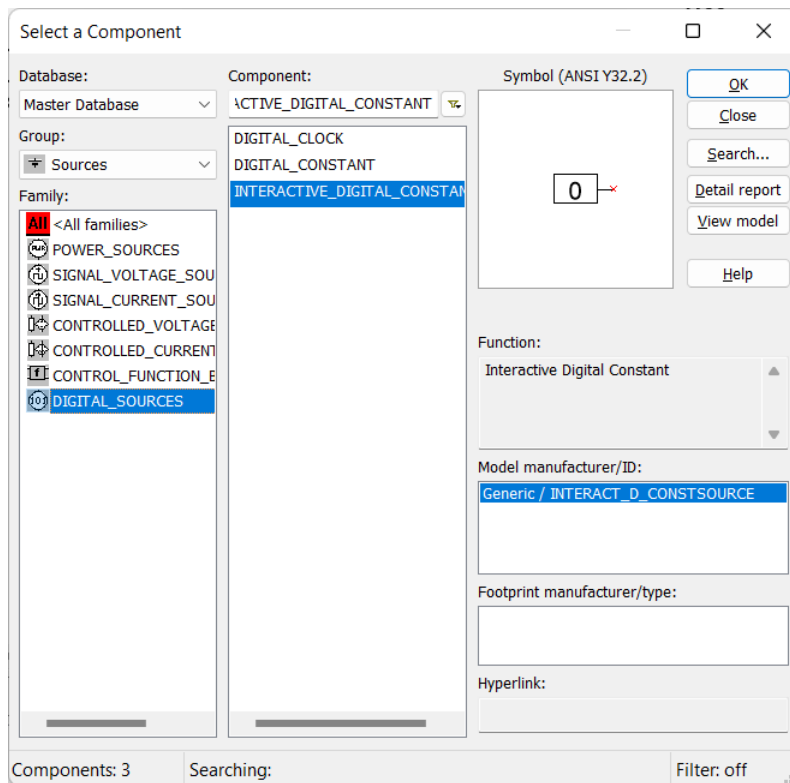 Select a Component
Database:
Master Database
Group:
Sources
Family:
All <All families>
POWER_SOURCES
SIGNAL_VOLTAGE_SOU
SIGNAL_CURRENT_SOU
CONTROLLED_VOLTAGE
CONTROLLED_CURRENT
CONTROL_FUNCTION_B
DIGITAL_SOURCES
Component:
ACTIVE_DIGITAL_CONSTANT
DIGITAL_CLOCK
DIGITAL_CONSTANT
INTERACTIVE_DIGITAL_CONSTAN
Symbol (ANSI Y32.2)
0
OK
Close
Search...
Detail report
View model
Help
Function:
Interactive Digital Constant
Model manufacturer/ID:
Generic / INTERACT_D_CONSTSOURCE
Footprint manufacturer/type:
Hyperlink:
Components: 3
Searching:
Filter: off